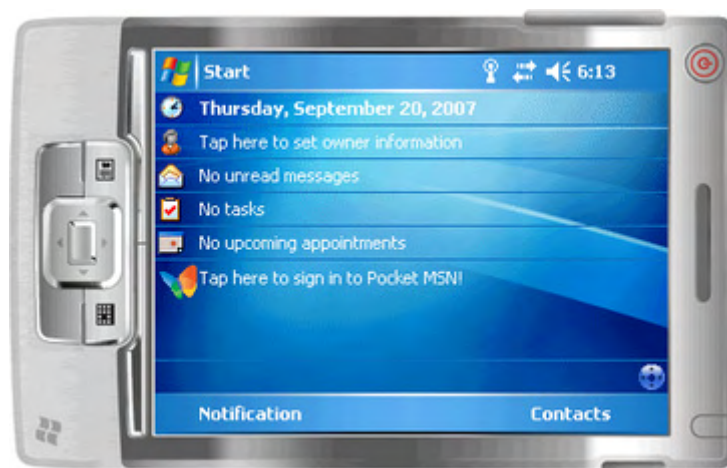 Start 6:13
Thursday, September 20, 2007
Tap here to set owner information
No unread messages
No tasks
No upcoming appointments
Tap here to sign in to Pocket MSN!
Notification Contacts